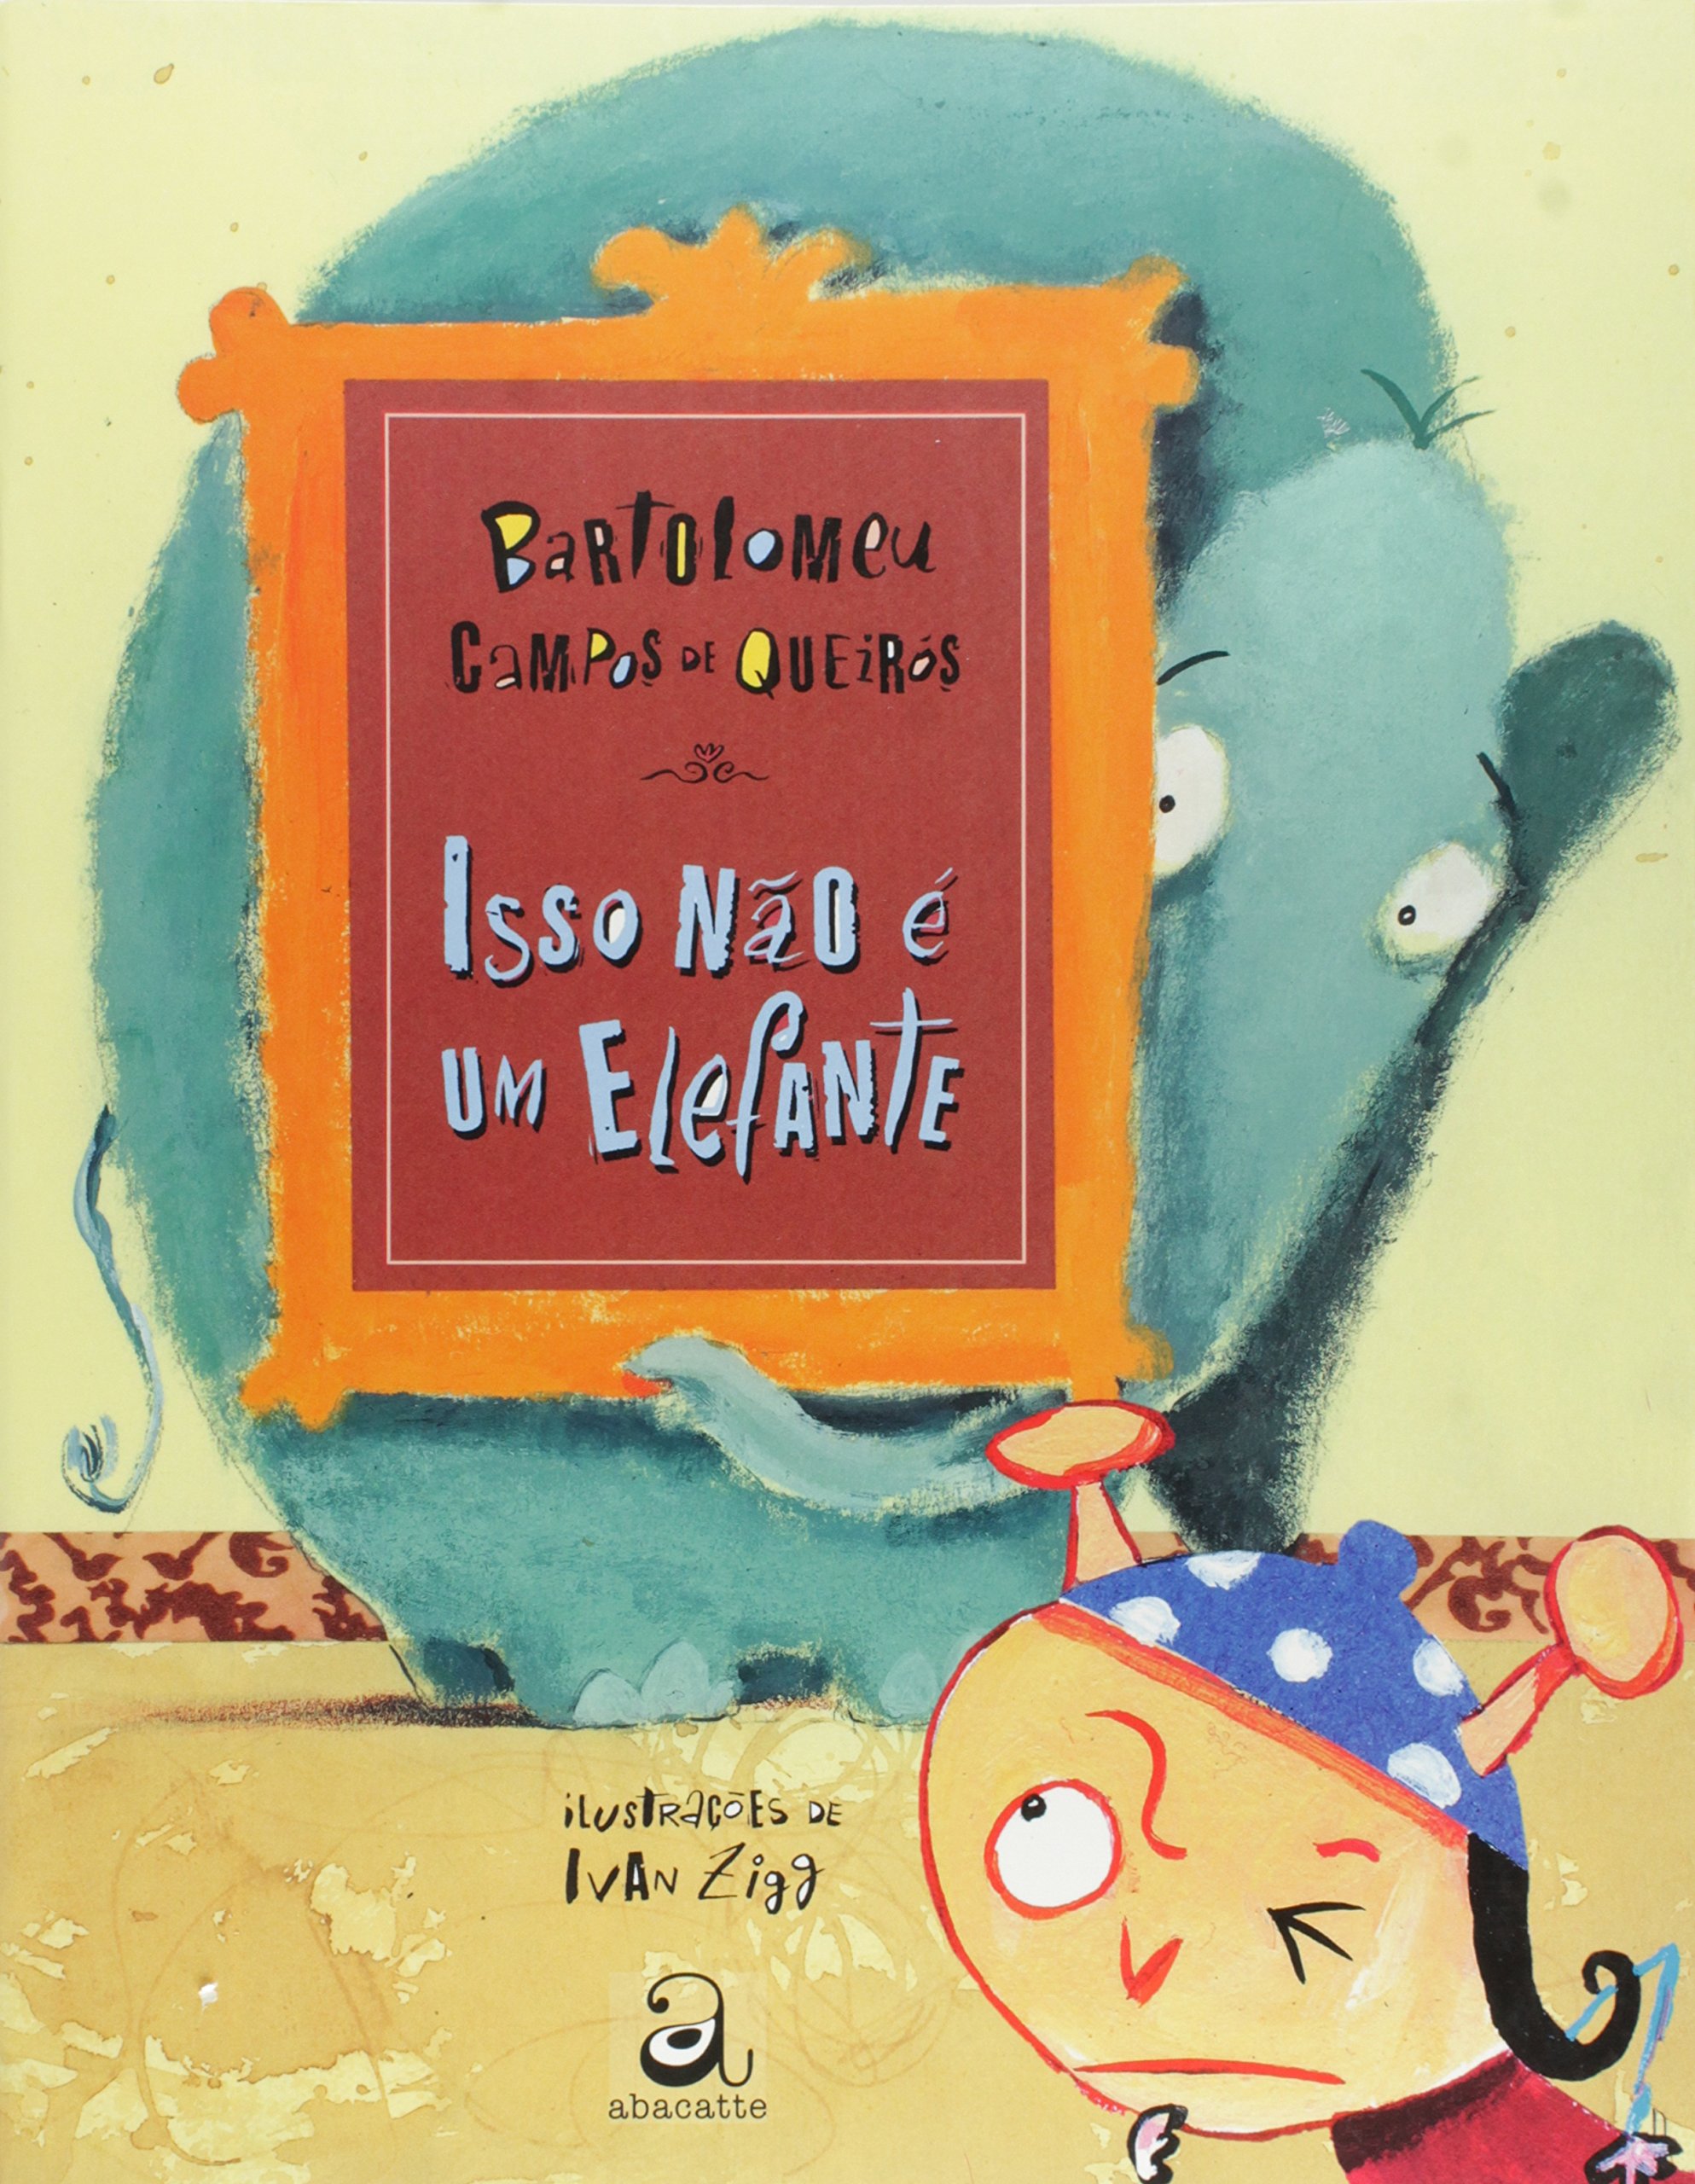 Bartolomeu
Campos de Queirós
Isso não é
um Elefante
ilustrações de
Ivan Zigg
a
abacatte